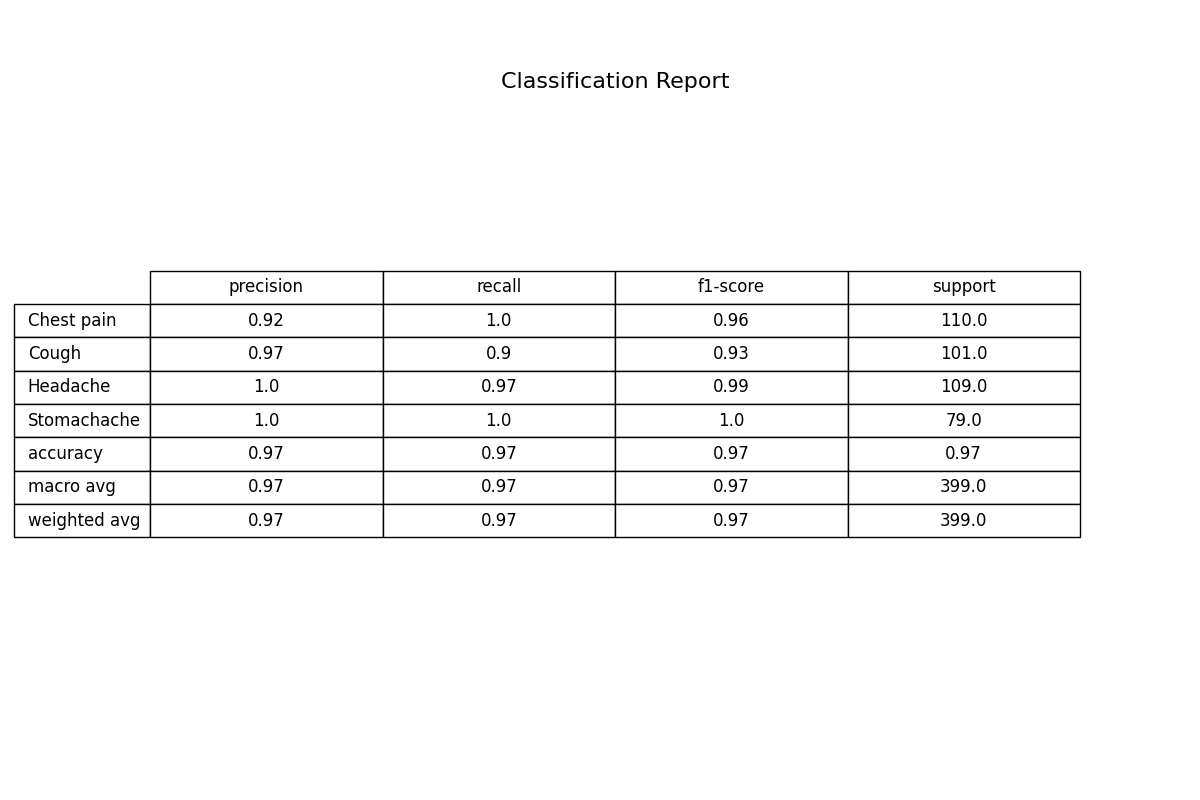 Classification Report
precision recall f1-score support
Chest pain 0.92 1.0 0.96 110.0
Cough 0.97 0.9 0.93 101.0
Headache 1.0 0.97 0.99 109.0
Stomachache 1.0 1.0 1.0 79.0
accuracy 0.97 0.97 0.97 0.97
macro avg 0.97 0.97 0.97 399.0
weighted avg 0.97 0.97 0.97 399.0